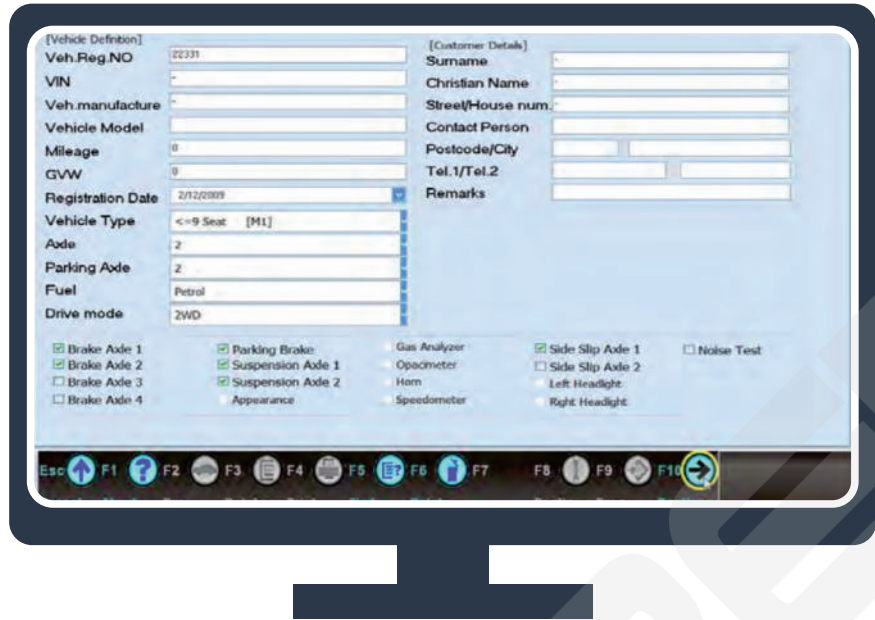 [Vehicle Definition]
Veh.Reg.NO 22331
VIN -
Veh.manufacture -
Vehicle Model
Mileage 0
GVW 0
Registration Date 2/12/2009
Vehicle Type <=9 Seat [M1]
Axle 2
Parking Axle 2
Fuel Petrol
Drive mode 2WD
[Customer Details]
Surname -
Christian Name -
Street/House num. -
Contact Person
Postcode/City
Tel.1/Tel.2
Remarks
Brake Axle 1
Brake Axle 2
Brake Axle 3
Brake Axle 4
Parking Brake
Suspension Axle 1
Suspension Axle 2
Appearance
Gas Analyzer
Opacimeter
Horn
Speedometer
Side Slip Axle 1
Side Slip Axle 2
Left Headlight
Right Headlight
Noise Test
Esc F1 ? F2 F3 F4 F5 ? F6 F7 F8 F9 F10